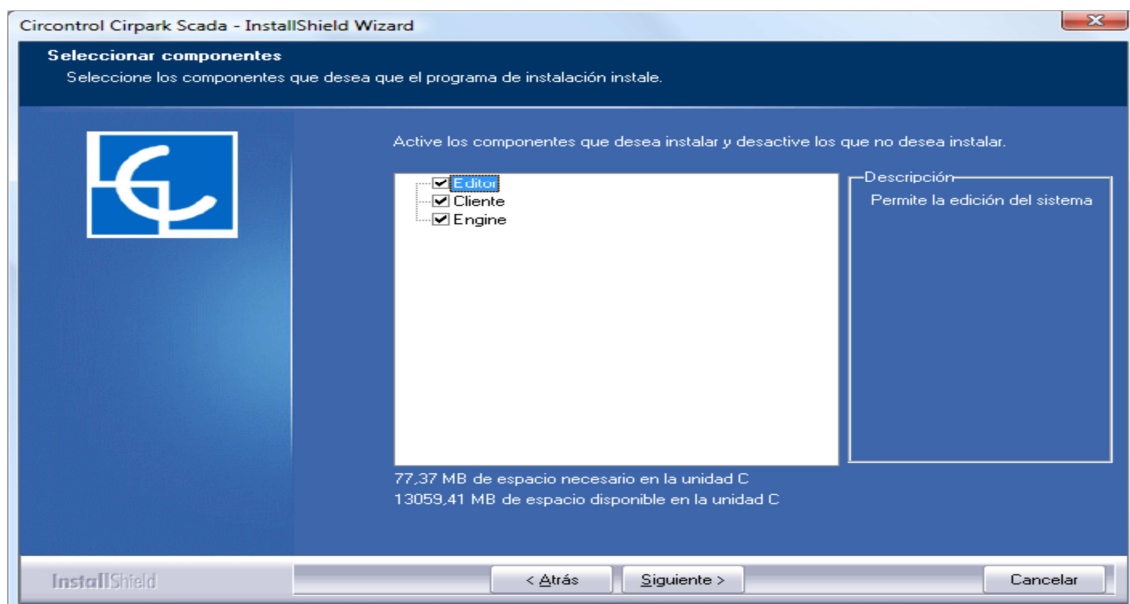 Circontrol Cirpark Scada - InstallShield Wizard
Seleccionar componentes
Seleccione los componentes que desea que el programa de instalación instale.
Active los componentes que desea instalar y desactive los que no desea instalar.
Editor
Cliente
Engine
Descripción
Permite la edición del sistema
77,37 MB de espacio necesario en la unidad C
13059,41 MB de espacio disponible en la unidad C
InstallShield
< Atrás
Siguiente >
Cancelar